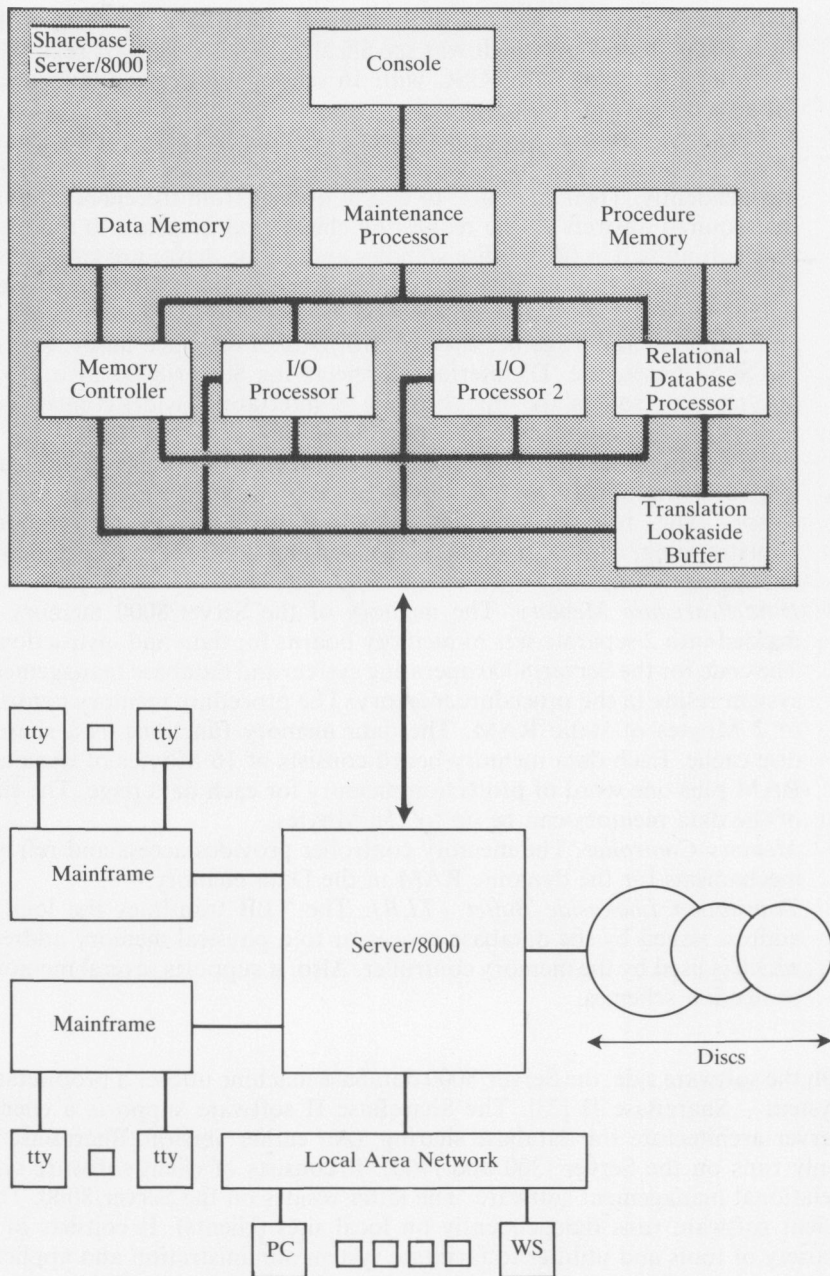 Sharebase
Server/8000
Console
Data Memory
Maintenance
Processor
Procedure
Memory
Memory
Controller
I/O
Processor 1
I/O
Processor 2
Relational
Database
Processor
Translation
Lookaside
Buffer
tty
tty
Mainframe
Server/8000
Mainframe
Discs
tty
tty
Local Area Network
PC
WS